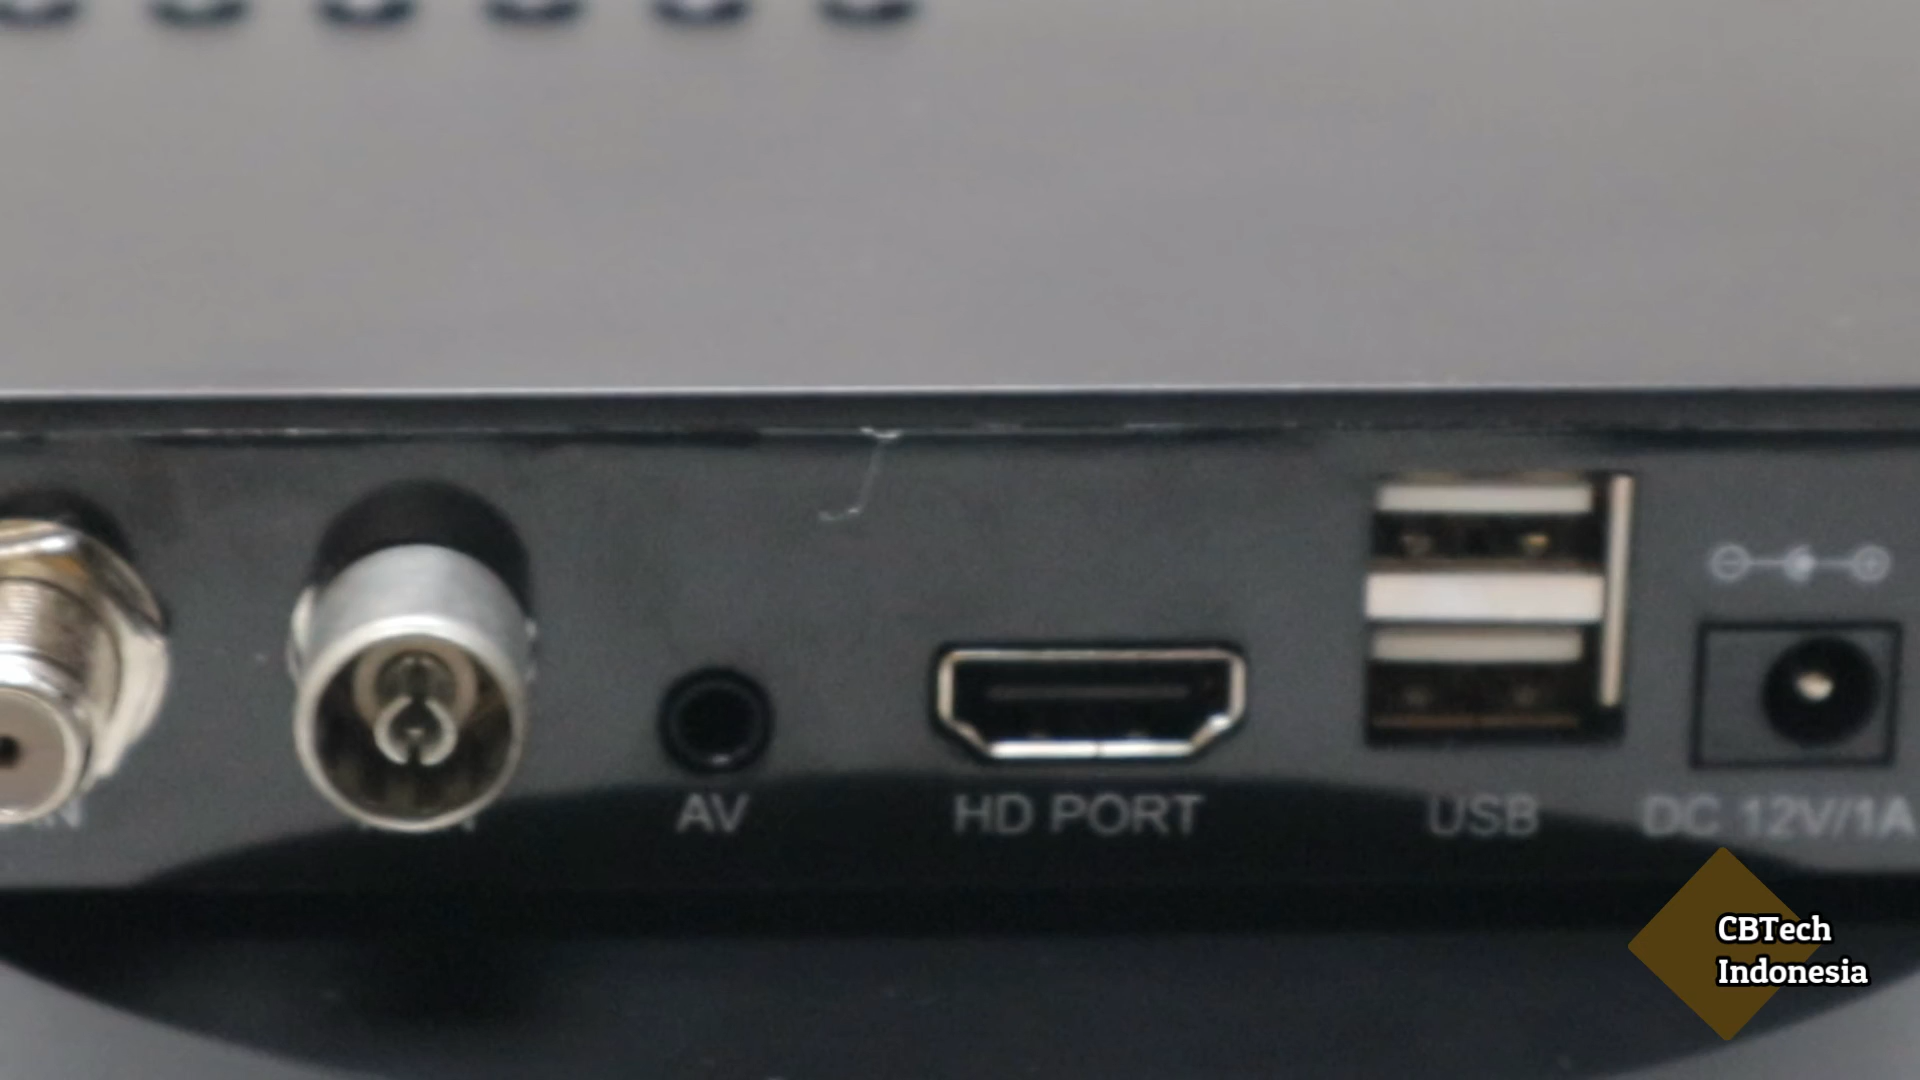 AV
HD PORT
USB
DC 12V/1A
CBTech
Indonesia